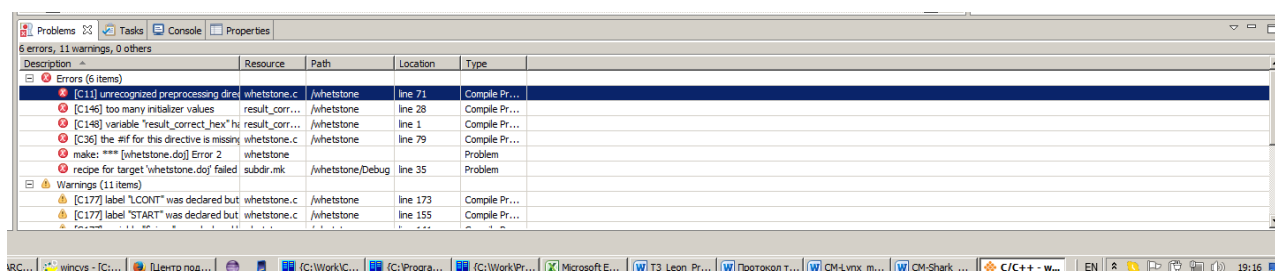 Problems Tasks Console Properties
6 errors, 11 warnings, 0 others
Description Resource Path Location Type
Errors (6 items)
[C11] unrecognized preprocessing direc whetstone.c /whetstone line 71 Compile Pr...
[C146] too many initializer values result_corr... /whetstone line 28 Compile Pr...
[C148] variable "result_correct_hex" ha result_corr... /whetstone line 1 Compile Pr...
[C36] the #if for this directive is missing whetstone.c /whetstone line 79 Compile Pr...
make: *** [whetstone.doj] Error 2 whetstone Problem
recipe for target 'whetstone.doj' failed subdir.mk /whetstone/Debug line 35 Problem
Warnings (11 items)
[C177] label "LCONT" was declared but whetstone.c /whetstone line 173 Compile Pr...
[C177] label "START" was declared but whetstone.c /whetstone line 155 Compile Pr...
ARC... wincvs - [C:... Центр под... {C:\Work\C... {C:\Progra... {C:\Work\Pr... Microsoft E... T3_Leon_Pr... Протокол т... CM-Lynx_m... CM-Shark_... C/C++ - w... EN 19:16